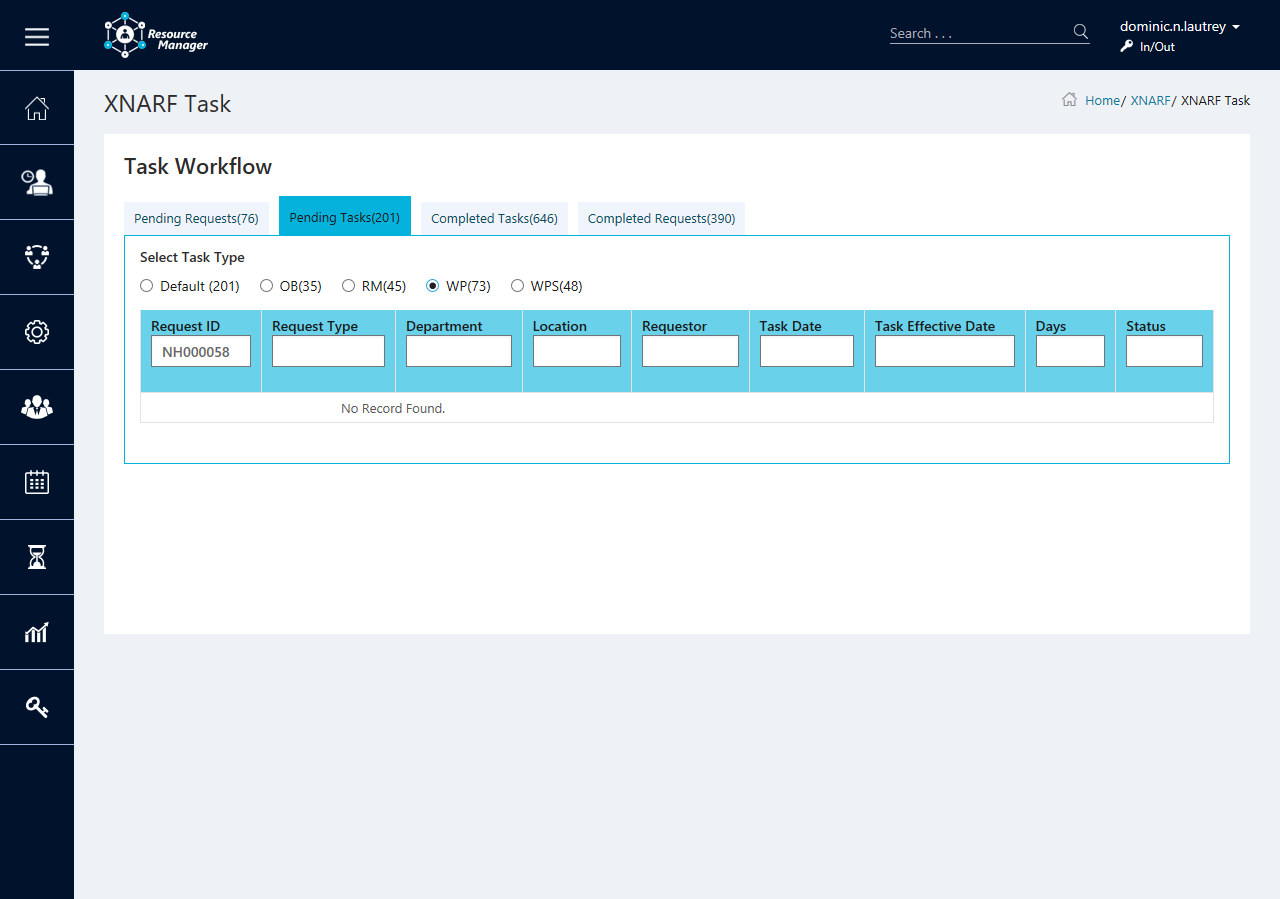 Resource
Manager
Search . . .
dominic.n.lautrey
In/Out
XNARF Task
Home/ XNARF/ XNARF Task
Task Workflow
Pending Requests(76)
Pending Tasks(201)
Completed Tasks(646)
Completed Requests(390)
Select Task Type
Default (201) OB(35) RM(45) WP(73) WPS(48)
Request ID Request Type Department Location Requestor Task Date Task Effective Date Days Status
NH000058
No Record Found.